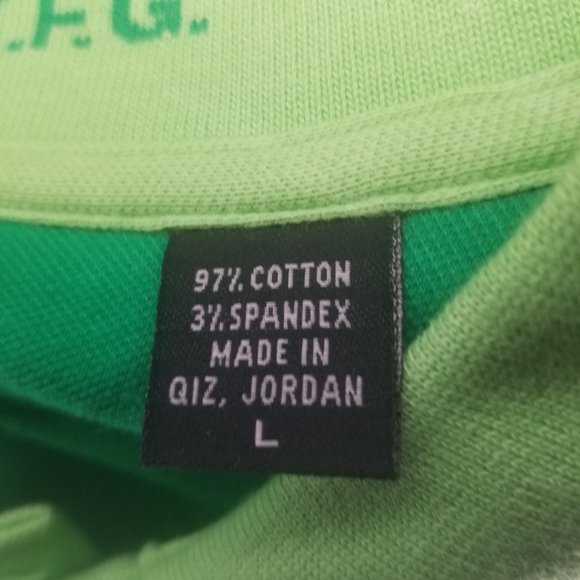 .F.G.
97% COTTON
3% SPANDEX
MADE IN
QIZ, JORDAN
L